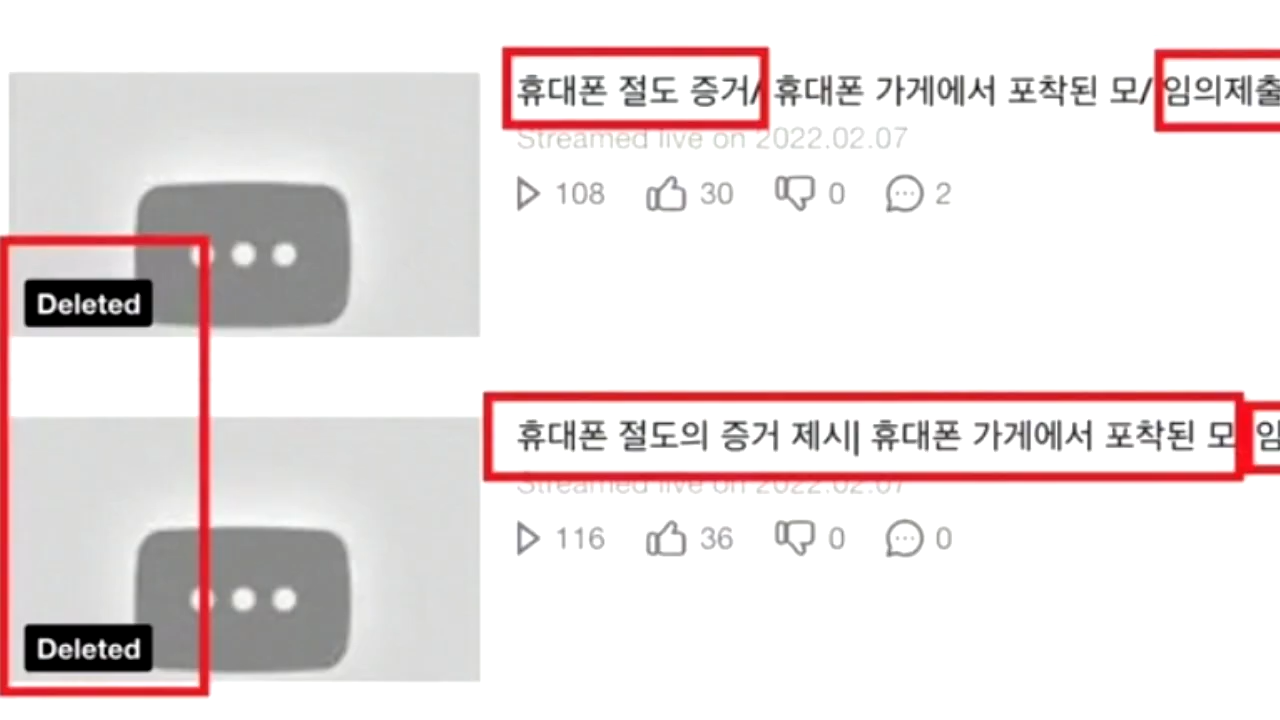 휴대폰 절도 증거/ 휴대폰 가게에서 포착된 모/ 임의제출
Streamed live on 2022.02.07
108 30 0 2
Deleted
휴대폰 절도의 증거 제시| 휴대폰 가게에서 포착된 모 임
Streamed live on 2022.02.07
116 36 0 0
Deleted